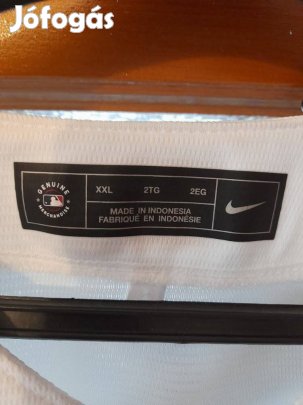 Jófogás
GENUINE
MERCHANDISE
XXL 2TG 2EG
MADE IN INDONESIA
FABRIQUÉ EN INDONÉSIE